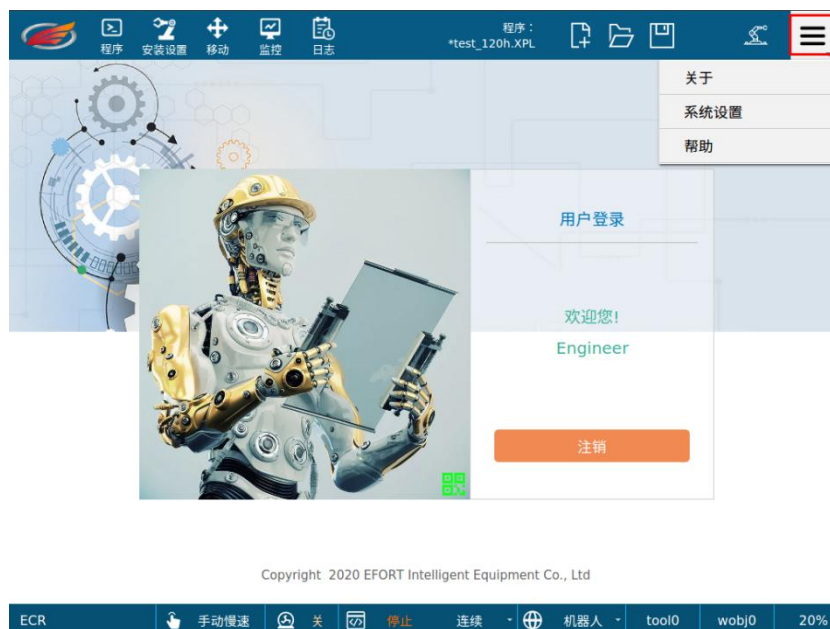 程序
安装设置
移动
监控
日志
程序：
*test_120h.XPL
关于
系统设置
帮助
用户登录
欢迎您!
Engineer
注销
Copyright 2020 EFORT Intelligent Equipment Co., Ltd
ECR 手动慢速 关 停止 连续 机器人 tool0 wobj0 20%